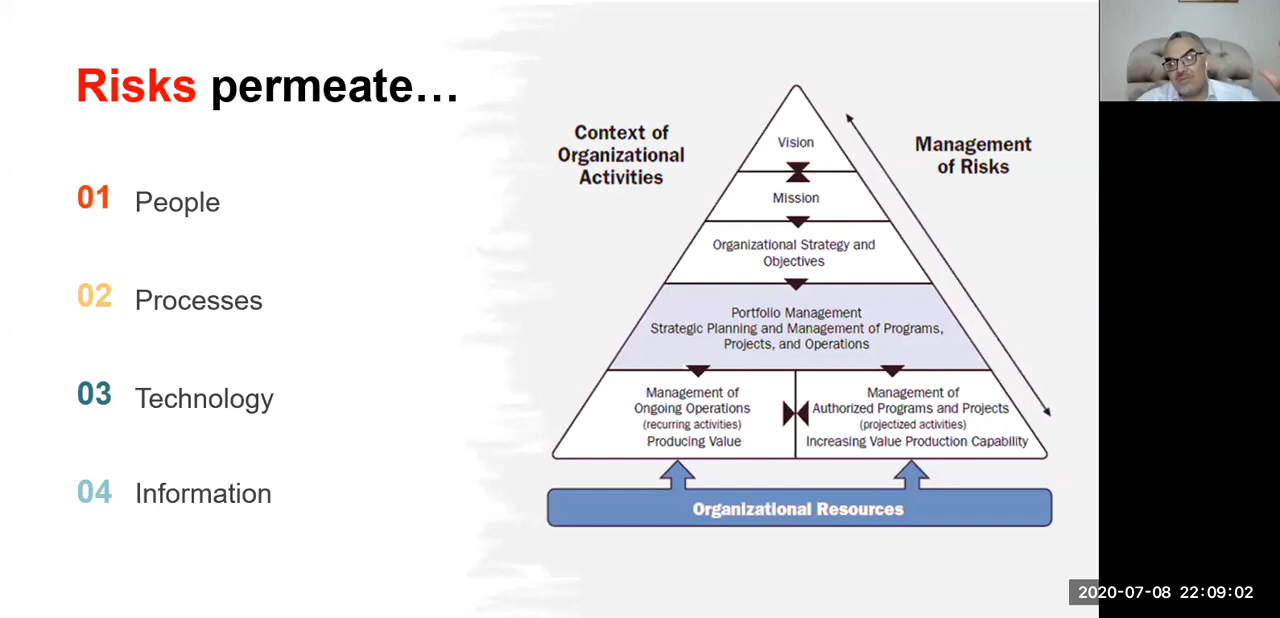 Risks permeate…
01 People
02 Processes
03 Technology
04 Information
Context of
Organizational
Activities
Management
of Risks
Vision
Mission
Organizational Strategy and
Objectives
Portfolio Management
Strategic Planning and Management of Programs,
Projects, and Operations
Management of
Ongoing Operations
(recurring activities)
Producing Value
Management of
Authorized Programs and Projects
(projectized activities)
Increasing Value Production Capability
Organizational Resources
2020-07-08 22:09:02